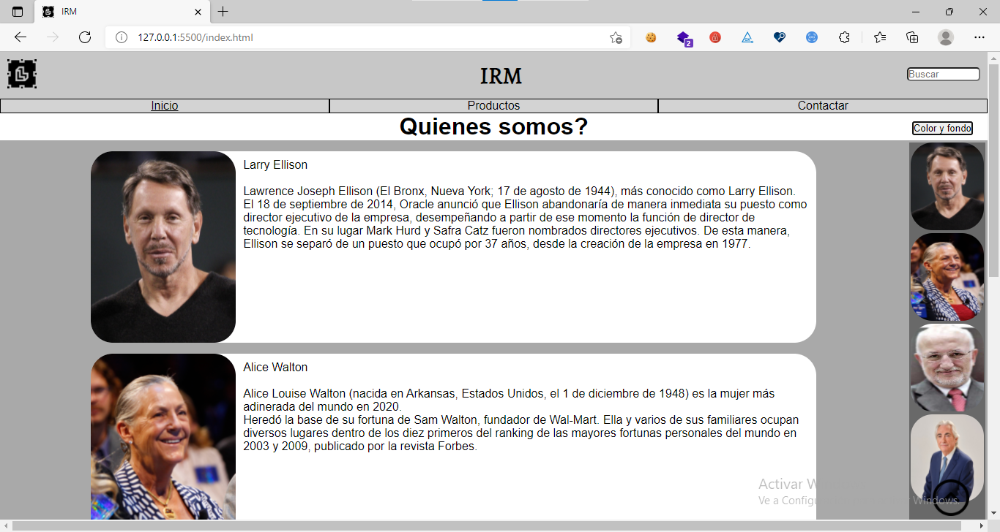 IRM
127.0.0.1:5500/index.html
2
IRM
Buscar
Inicio
Productos
Contactar
Quienes somos?
Color y fondo
Larry Ellison
Lawrence Joseph Ellison (El Bronx, Nueva York; 17 de agosto de 1944), más conocido como Larry Ellison.
El 18 de septiembre de 2014, Oracle anunció que Ellison abandonaría de manera inmediata su puesto como
director ejecutivo de la empresa, desempeñando a partir de ese momento la función de director de
tecnología. En su lugar Mark Hurd y Safra Catz fueron nombrados directores ejecutivos. De esta manera,
Ellison se separó de un puesto que ocupó por 37 años, desde la creación de la empresa en 1977.
Alice Walton
Alice Louise Walton (nacida en Arkansas, Estados Unidos, el 1 de diciembre de 1948) es la mujer más
adinerada del mundo en 2020.
Heredó la base de su fortuna de Sam Walton, fundador de Wal-Mart. Ella y varios de sus familiares ocupan
diversos lugares dentro de los diez primeros del ranking de las mayores fortunas personales del mundo en
2003 y 2009, publicado por la revista Forbes.
Activar W
Ve a Configu Windows.